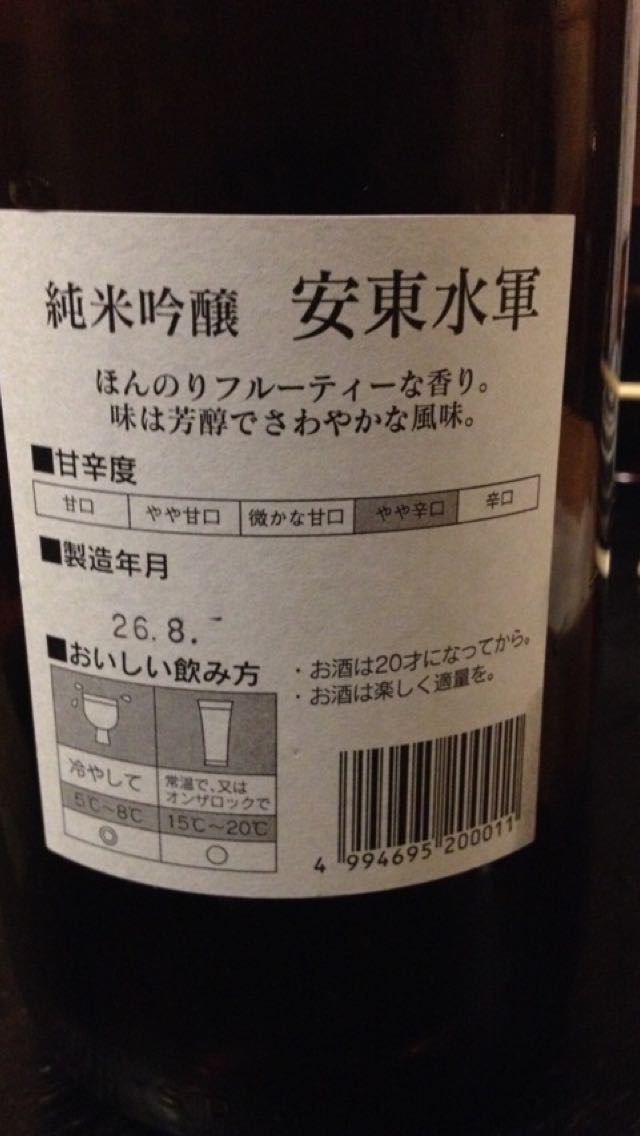 純米吟醸 安東水軍
ほんのりフルーティーな香り。
味は芳醇でさわやかな風味。
■甘辛度
甘口 やや甘口 微かな甘口 やや辛口 辛口
■製造年月
26.8.
■おいしい飲み方
・お酒は20才になってから。
・お酒は楽しく適量を。
冷やして 常温で、又は
オンザロックで
5℃〜8℃ 15℃〜20℃
◎ ○
4 994695 200011